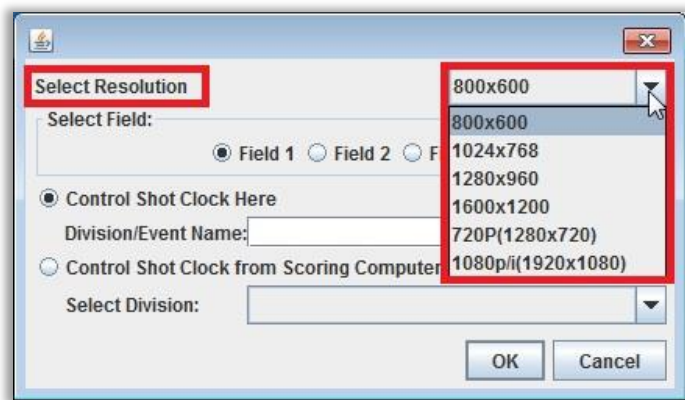 Select Resolution 800x600
800x600
Select Field:
1024x768
Field 1 Field 2 F
1280x960
Control Shot Clock Here
1600x1200
Division/Event Name:
720P(1280x720)
Control Shot Clock from Scoring Computer
1080p/i(1920x1080)
Select Division:
OK Cancel